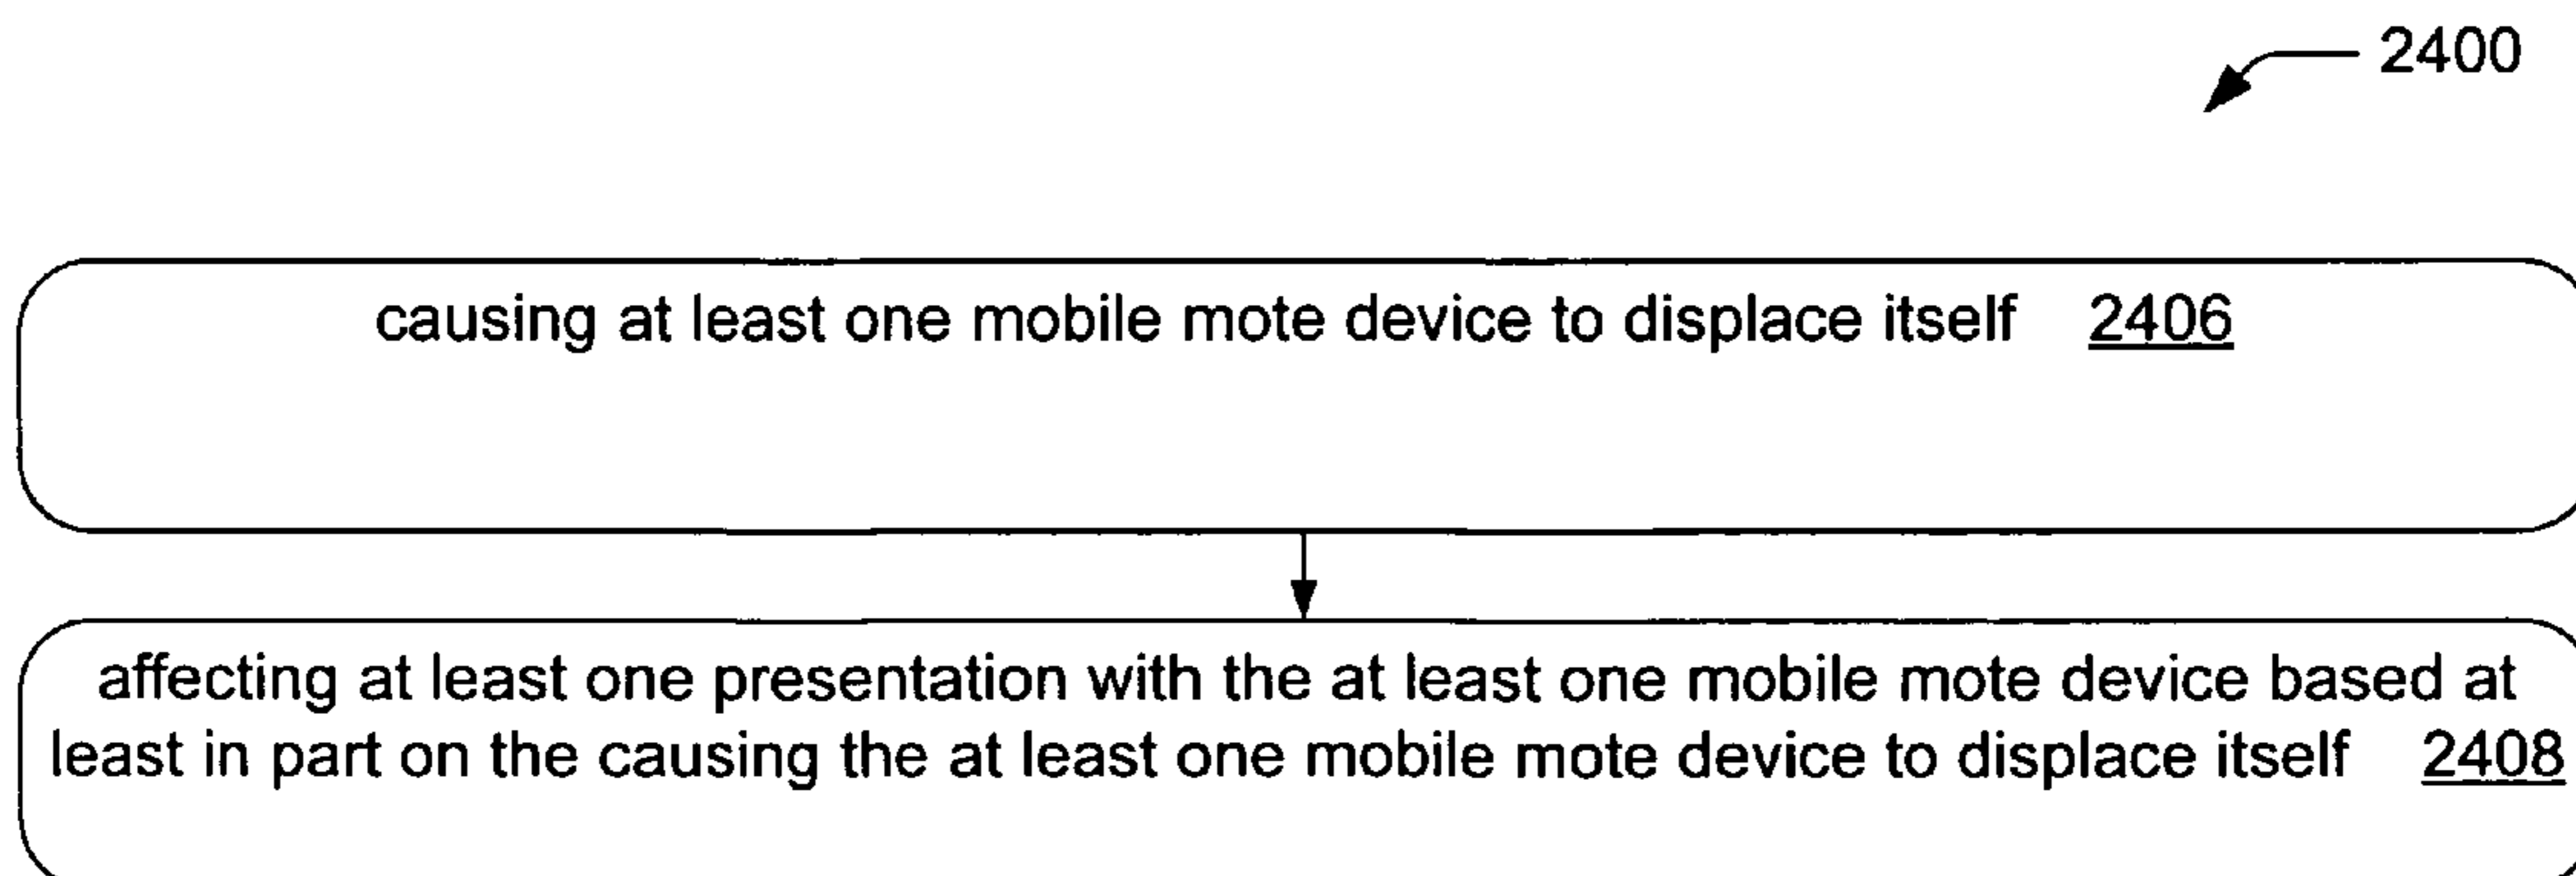 2400
causing at least one mobile mote device to displace itself 2406
affecting at least one presentation with the at least one mobile mote device based at
least in part on the causing the at least one mobile mote device to displace itself 2408